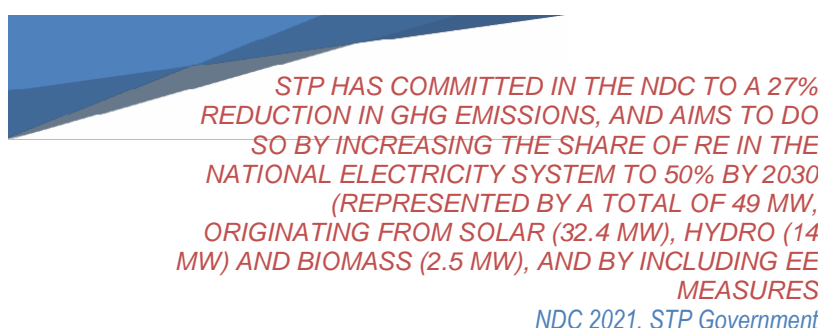 STP HAS COMMITTED IN THE NDC TO A 27%
REDUCTION IN GHG EMISSIONS, AND AIMS TO DO
SO BY INCREASING THE SHARE OF RE IN THE
NATIONAL ELECTRICITY SYSTEM TO 50% BY 2030
(REPRESENTED BY A TOTAL OF 49 MW,
ORIGINATING FROM SOLAR (32.4 MW), HYDRO (14
MW) AND BIOMASS (2.5 MW), AND BY INCLUDING EE
MEASURES
NDC 2021, STP Government